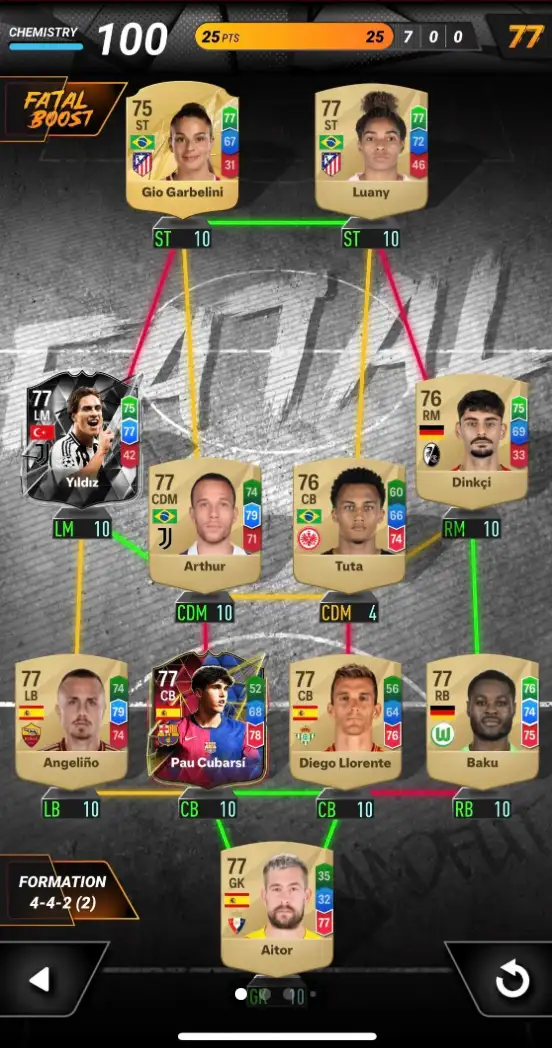 CHEMISTRY 100 25 PTS 25 7 0 0 77
FATAL
BOOST
75
ST
77
67
31
Gio Garbelini
77
ST
77
72
46
Luany
ST 10
ST 10
FATAL
77
LM
75
77
42
Yıldız
76
RM
75
69
33
Dinkçi
LM 10
RM 10
77
CDM
74
79
71
Arthur
76
CB
60
66
74
Tuta
CDM 10
CDM 4
77
LB
74
79
74
Angeliño
77
CB
52
68
78
Pau Cubarsí
77
CB
56
64
76
Diego Llorente
77
RB
76
74
75
Baku
LB 10
CB 10
CB 10
RB 10
77
GK
35
32
77
Aitor
FORMATION
4-4-2 (2)
GK 10